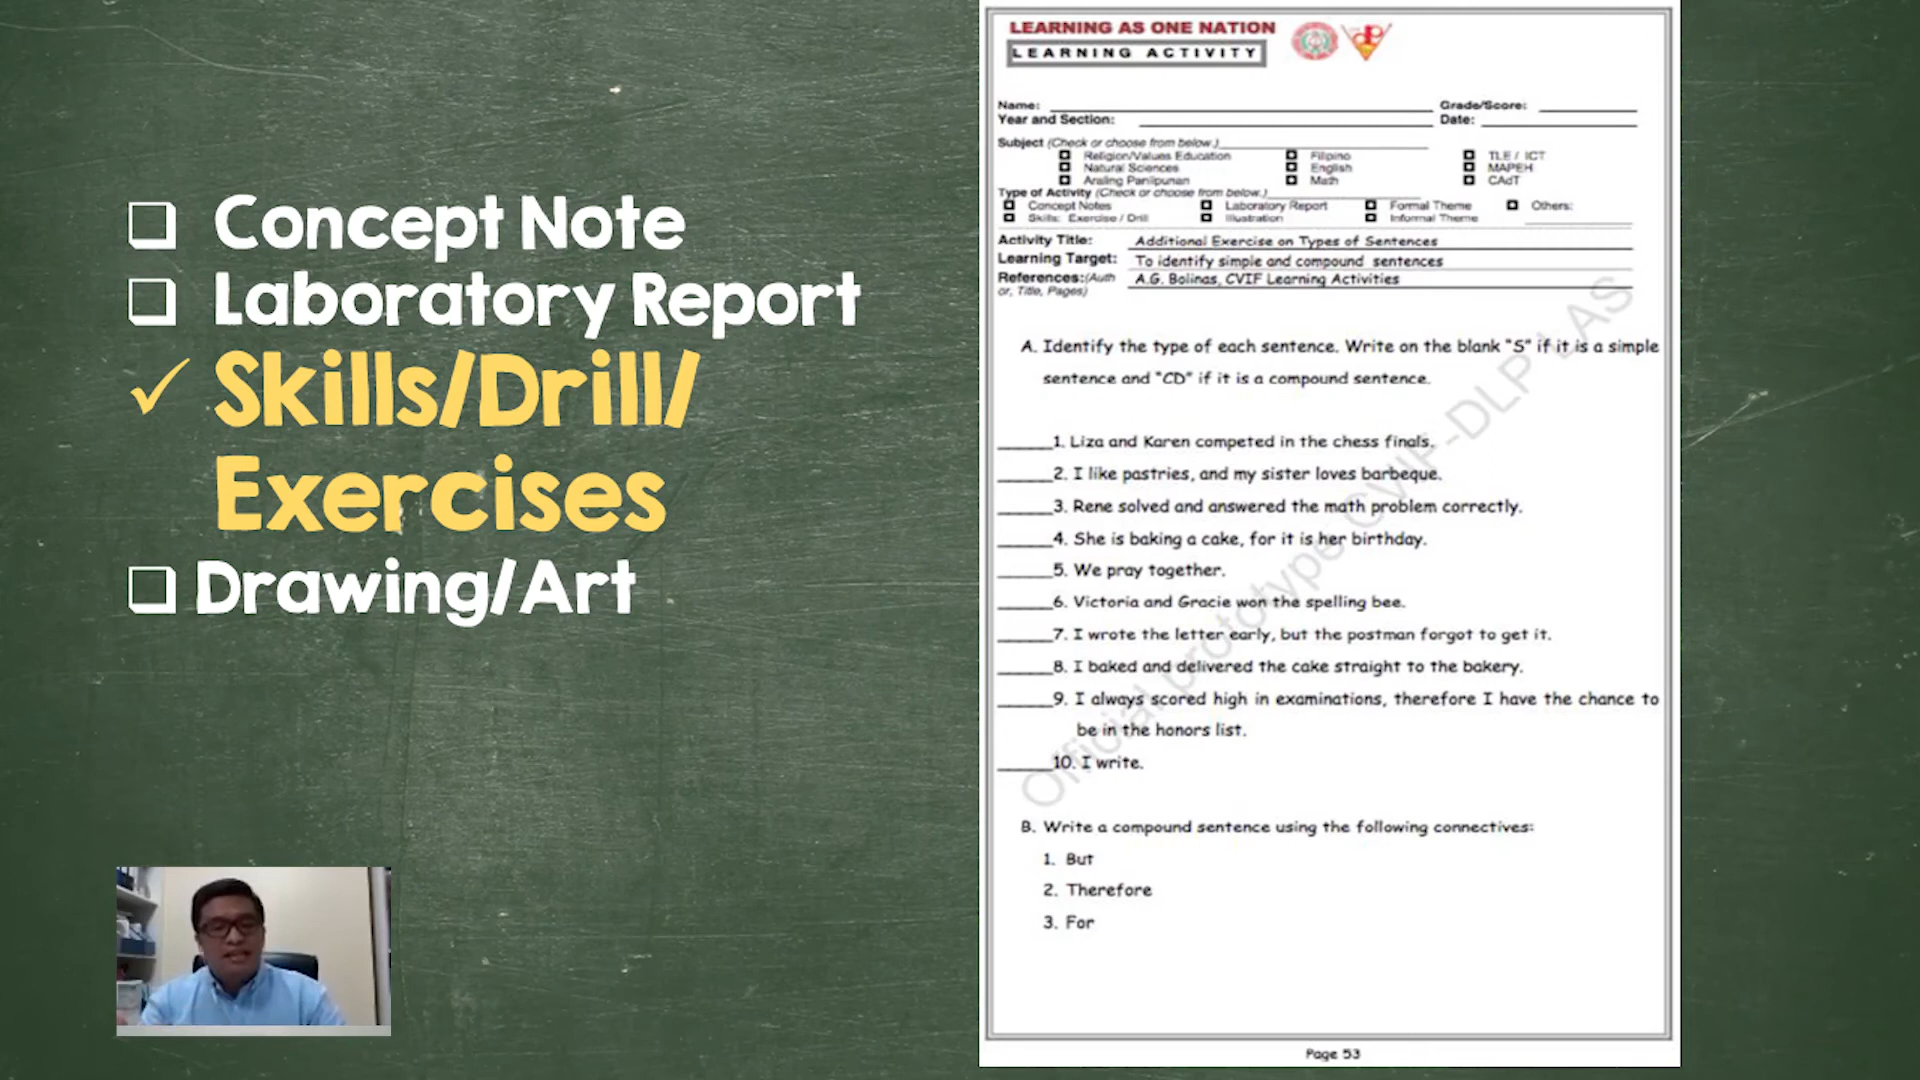 Concept Note
Laboratory Report
Skills/Drill/
Exercises
Drawing/Art
LEARNING AS ONE NATION
LEARNING ACTIVITY
Name: Grade/Score:
Year and Section: Date:
Subject (Check or choose from below.)
Religion/Values Education Filipino TLE / ICT
Natural Sciences English MAPEH
Araling Panlipunan Math CAdT
Type of Activity (Check or choose from below.)
Concept Notes Laboratory Report Formal Theme Others:
Skills: Exercise / Drill Illustration Informal Theme
Activity Title: Additional Exercise on Types of Sentences
Learning Target: To identify simple and compound sentences
References:(Auth A.G. Bolinas, CVIF Learning Activities
or, Title, Pages)
A. Identify the type of each sentence. Write on the blank "S" if it is a simple
sentence and "CD" if it is a compound sentence.
______1. Liza and Karen competed in the chess finals.
______2. I like pastries, and my sister loves barbeque.
______3. Rene solved and answered the math problem correctly.
______4. She is baking a cake, for it is her birthday.
______5. We pray together.
______6. Victoria and Gracie won the spelling bee.
______7. I wrote the letter early, but the postman forgot to get it.
______8. I baked and delivered the cake straight to the bakery.
______9. I always scored high in examinations, therefore I have the chance to
be in the honors list.
______10. I write.
B. Write a compound sentence using the following connectives:
1. But
2. Therefore
3. For
Official prototype CVIF-DLP LAS
Page 53